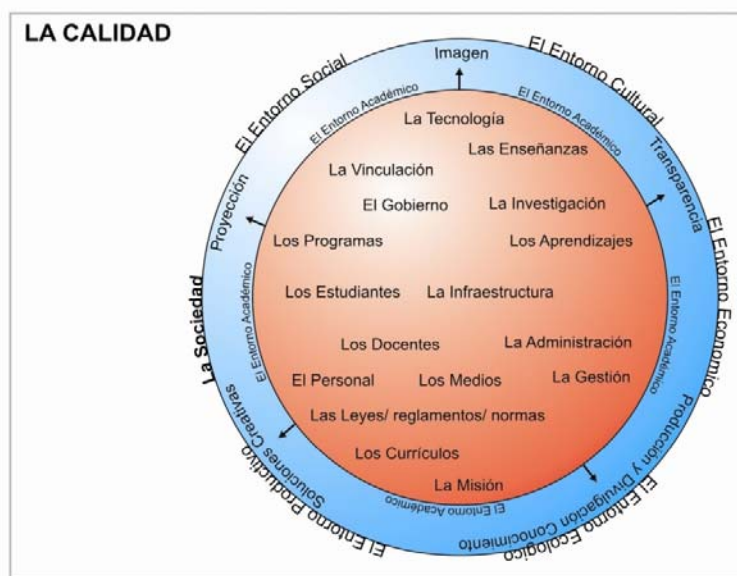 LA CALIDAD
El Entorno Social
El Entorno Cultural
El Entorno Economico
El Entorno Ecologico
El Entorno Productivo
La Sociedad
Imagen
Transparencia
Producción y Divulgación Conocimiento
Soluciones Creativas
Proyección
El Entorno Académico
El Entorno Académico
El Entorno Académico
El Entorno Académico
El Entorno Académico
La Tecnología
Las Enseñanzas
La Vinculación
El Gobierno
La Investigación
Los Programas
Los Aprendizajes
Los Estudiantes
La Infraestructura
Los Docentes
La Administración
El Personal
Los Medios
La Gestión
Las Leyes/ reglamentos/ normas
Los Currículos
La Misión